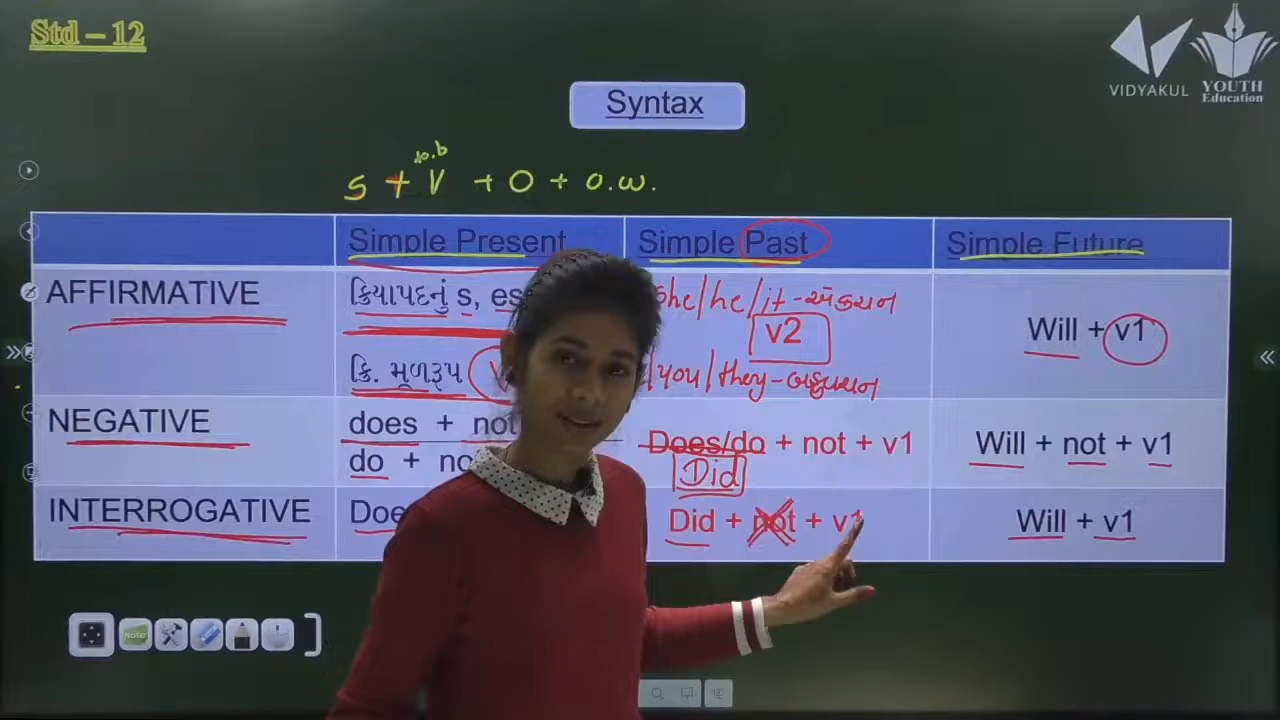 Std – 12
VIDYAKUL
YOUTH
Education
Syntax
S + V + O + O.W.
Simple Present
Simple Past
Simple Future
AFFIRMATIVE
ક્રિયાપદનું s, es
ક્રિ. મૂળરૂપ
she/he/it - એકવચન
v2
/you/they - બહુવચન
Will + v1
NEGATIVE
does + not
do +
Does/do + not + v1
Did
Will + not + v1
INTERROGATIVE
Did + not + v1
Will + v1
Note